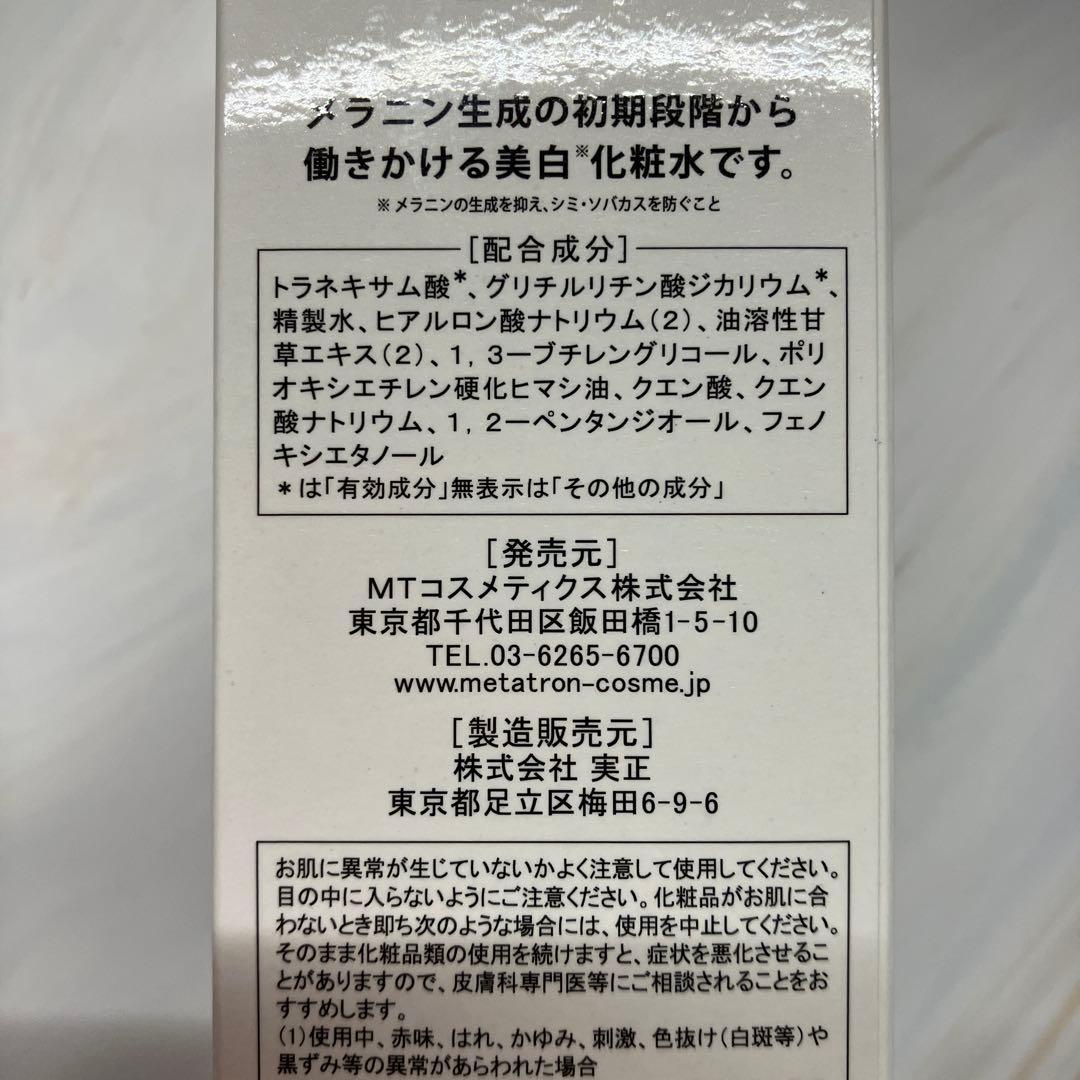 メラニン生成の初期段階から
働きかける美白※化粧水です。
※メラニンの生成を抑え、シミ・ソバカスを防ぐこと
[配合成分]
トラネキサム酸*、グリチルリチン酸ジカリウム*、
精製水、ヒアルロン酸ナトリウム(2)、油溶性甘
草エキス(2)、1,3-ブチレングリコール、ポリ
オキシエチレン硬化ヒマシ油、クエン酸、クエン
酸ナトリウム、1,2-ペンタンジオール、フェノ
キシエタノール
*は「有効成分」無表示は「その他の成分」
[発売元]
MTコスメティクス株式会社
東京都千代田区飯田橋1-5-10
TEL.03-6265-6700
www.metatron-cosme.jp
[製造販売元]
株式会社 実正
東京都足立区梅田6-9-6
お肌に異常が生じていないかよく注意して使用してください。
目の中に入らないようにご注意ください。化粧品がお肌に合
わないとき即ち次のような場合には、使用を中止してください。
そのまま化粧品類の使用を続けますと、症状を悪化させるこ
とがありますので、皮膚科専門医等にご相談されることをお
すすめします。
(1)使用中、赤味、はれ、かゆみ、刺激、色抜け(白斑等)や
黒ずみ等の異常があらわれた場合